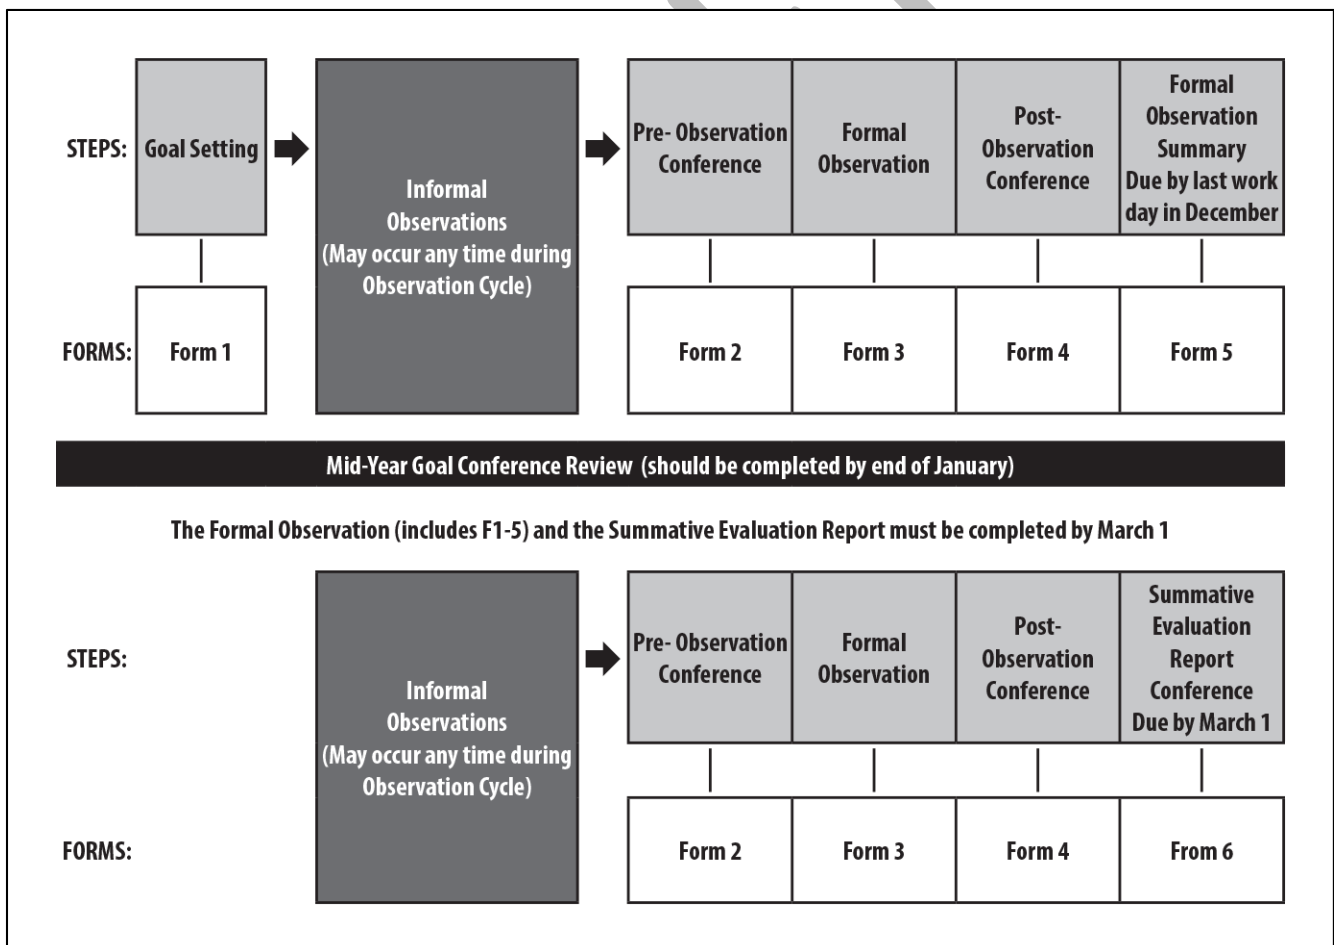 STEPS:
Goal Setting
Informal
Observations
(May occur any time during
Observation Cycle)
Pre- Observation
Conference
Formal
Observation
Post-
Observation
Conference
Formal
Observation
Summary
Due by last work
day in December
FORMS:
Form 1
Form 2
Form 3
Form 4
Form 5
Mid-Year Goal Conference Review (should be completed by end of January)
The Formal Observation (includes F1-5) and the Summative Evaluation Report must be completed by March 1
STEPS:
Informal
Observations
(May occur any time during
Observation Cycle)
Pre- Observation
Conference
Formal
Observation
Post-
Observation
Conference
Summative
Evaluation
Report
Conference
Due by March 1
FORMS:
Form 2
Form 3
Form 4
From 6